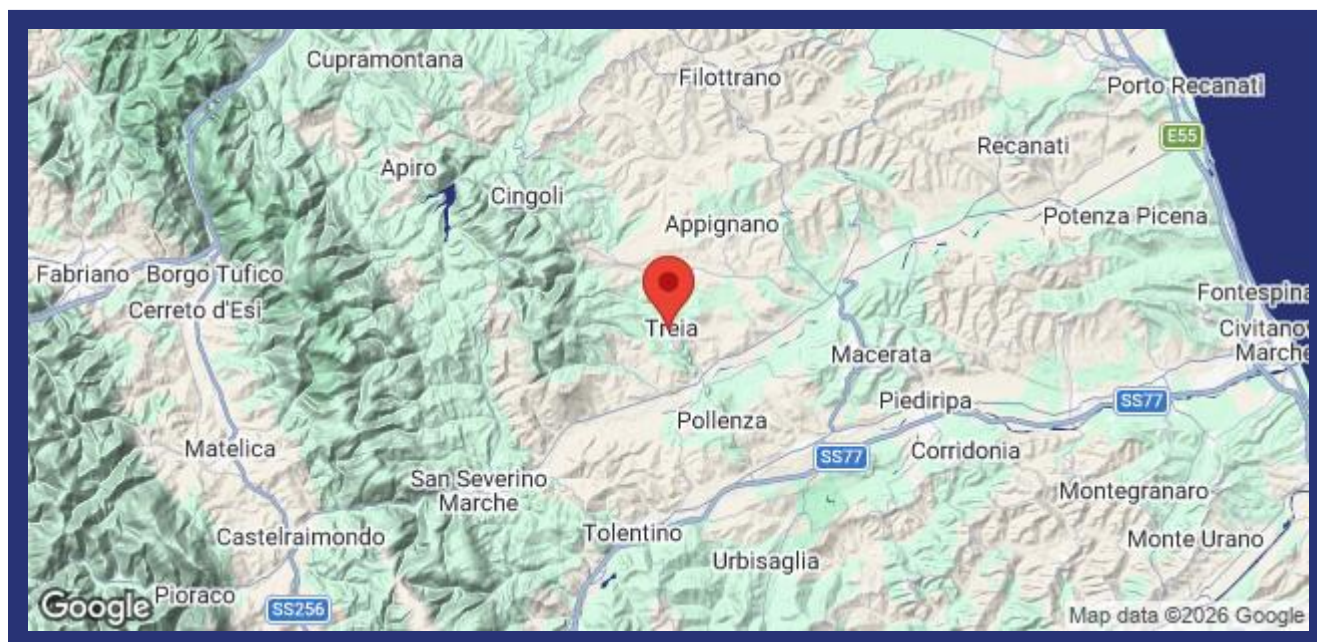 Cupramontana
Filottrano
Porto Recanati
E55
Recanati
Apiro
Cingoli
Appignano
Potenza Picena
Fabriano
Borgo Tufico
Cerreto d'Esi
Fontespina
Treia
Civitanov
Marche
Macerata
Piediripa
SS77
Pollenza
Matelica
SS77
Corridonia
San Severino
Marche
Montegranaro
Castelraimondo
Tolentino
Monte Urano
Urbisaglia
Pioraco
SS256
Google
Map data ©2026 Google